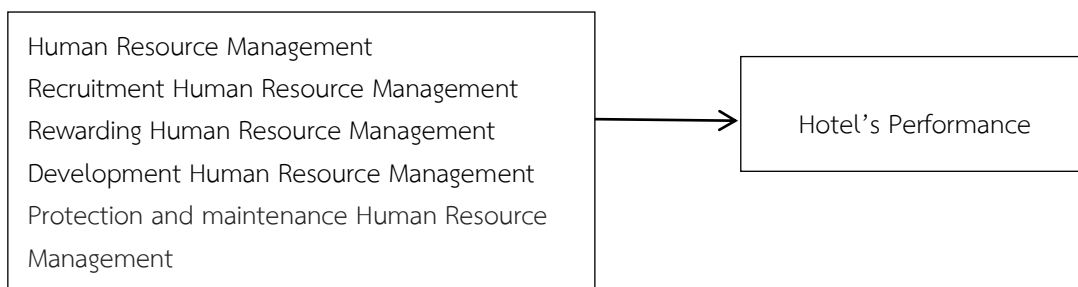 Human Resource Management
Recruitment Human Resource Management
Rewarding Human Resource Management
Development Human Resource Management
Protection and maintenance Human Resource
Management
Hotel’s Performance